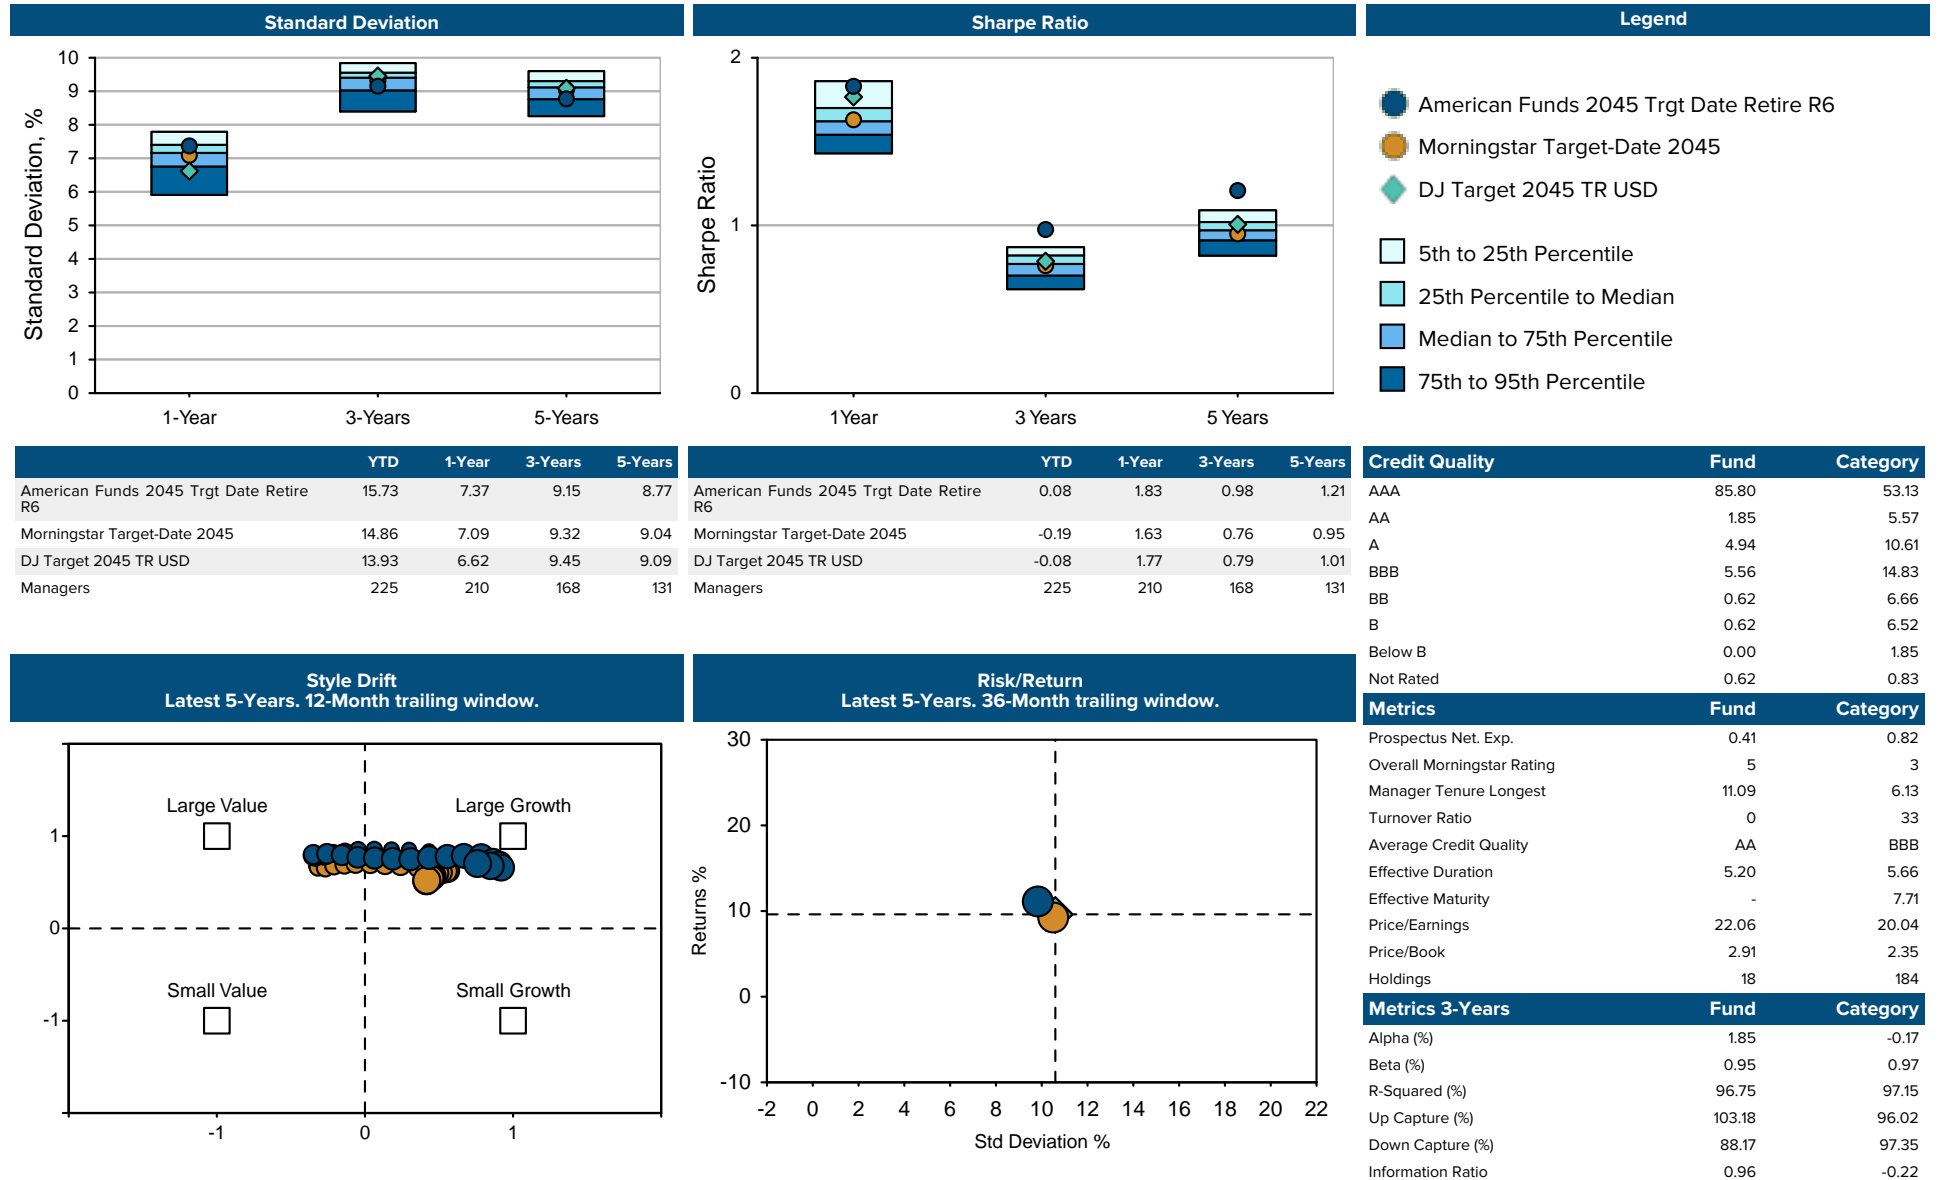 Standard Deviation
10
9
8
7
6
5
4
3
2
1
0
Standard Deviation, %
1-Year 3-Years 5-Years
Sharpe Ratio
2
1
0
Sharpe Ratio
1Year 3 Years 5 Years
Legend
American Funds 2045 Trgt Date Retire R6
Morningstar Target-Date 2045
DJ Target 2045 TR USD
5th to 25th Percentile
25th Percentile to Median
Median to 75th Percentile
75th to 95th Percentile
YTD 1-Year 3-Years 5-Years
American Funds 2045 Trgt Date Retire 15.73 7.37 9.15 8.77
R6
Morningstar Target-Date 2045 14.86 7.09 9.32 9.04
DJ Target 2045 TR USD 13.93 6.62 9.45 9.09
Managers 225 210 168 131
YTD 1-Year 3-Years 5-Years
American Funds 2045 Trgt Date Retire 0.08 1.83 0.98 1.21
R6
Morningstar Target-Date 2045 -0.19 1.63 0.76 0.95
DJ Target 2045 TR USD -0.08 1.77 0.79 1.01
Managers 225 210 168 131
Credit Quality Fund Category
AAA 85.80 53.13
AA 1.85 5.57
A 4.94 10.61
BBB 5.56 14.83
BB 0.62 6.66
B 0.62 6.52
Below B 0.00 1.85
Not Rated 0.62 0.83
Metrics Fund Category
Prospectus Net. Exp. 0.41 0.82
Overall Morningstar Rating 5 3
Manager Tenure Longest 11.09 6.13
Turnover Ratio 0 33
Average Credit Quality AA BBB
Effective Duration 5.20 5.66
Effective Maturity - 7.71
Price/Earnings 22.06 20.04
Price/Book 2.91 2.35
Holdings 18 184
Metrics 3-Years Fund Category
Alpha (%) 1.85 -0.17
Beta (%) 0.95 0.97
R-Squared (%) 96.75 97.15
Up Capture (%) 103.18 96.02
Down Capture (%) 88.17 97.35
Information Ratio 0.96 -0.22
Style Drift
Latest 5-Years. 12-Month trailing window.
Large Value Large Growth
1
0
Small Value Small Growth
-1
-1 0 1
Risk/Return
Latest 5-Years. 36-Month trailing window.
30
20
10
0
-10
Returns %
-2 0 2 4 6 8 10 12 14 16 18 20 22
Std Deviation %